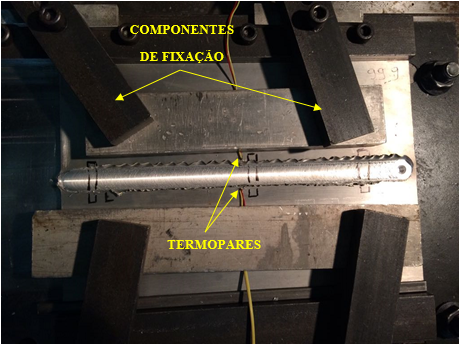 COMPONENTES
DE FIXAÇÃO
TERMOPARES